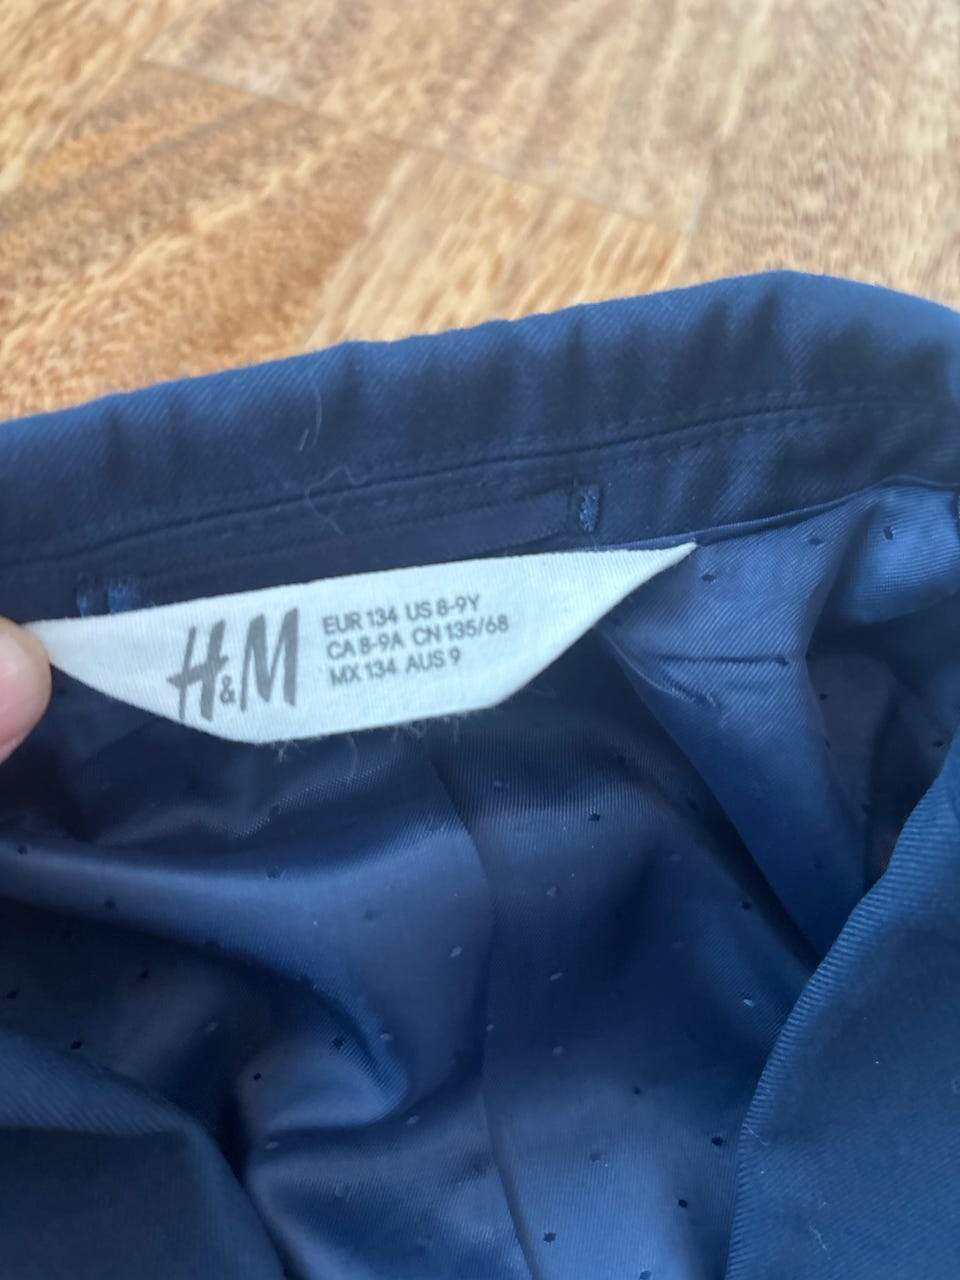 H&M
EUR 134 US 8-9Y
CA 8-9A CN 135/68
MX 134 AUS 9